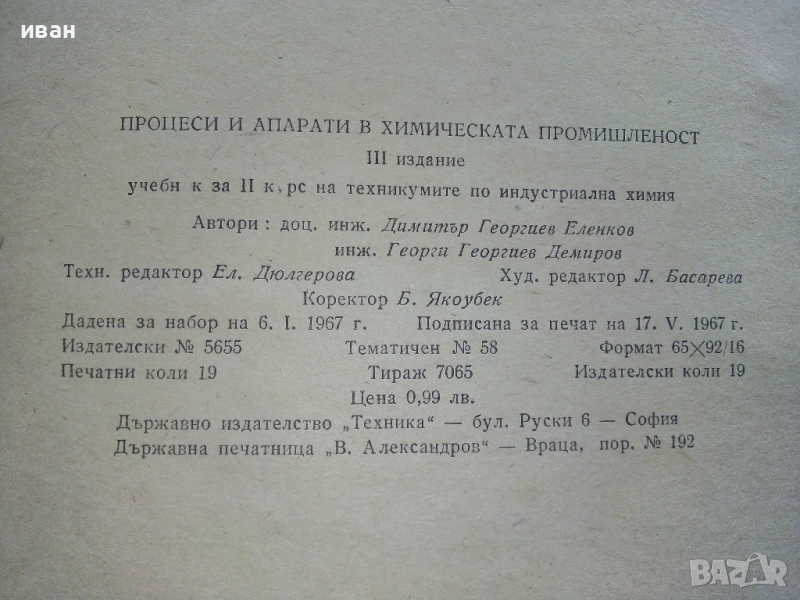 иван
ПРОЦЕСИ И АПАРАТИ В ХИМИЧЕСКАТА ПРОМИШЛЕНОСТ
III издание
учебн к за II к рс на техникумите по индустриална химия
Автори : доц. инж. Димитър Георгиев Еленков
инж. Георги Георгиев Демиров
Техн. редактор Ел. Дюлгерова Худ. редактор Л. Басарева
Коректор Б. Якоубек
Дадена за набор на 6. I. 1967 г. Подписана за печат на 17. V. 1967 г.
Издателски № 5655 Тематичен № 58 Формат 65×92/16
Печатни коли 19 Тираж 7065 Издателски коли 19
Цена 0,99 лв.
Държавно издателство „Техника“ — бул. Руски 6 — София
Държавна печатница „В. Александров“ — Враца, пор. № 192
BAZAR